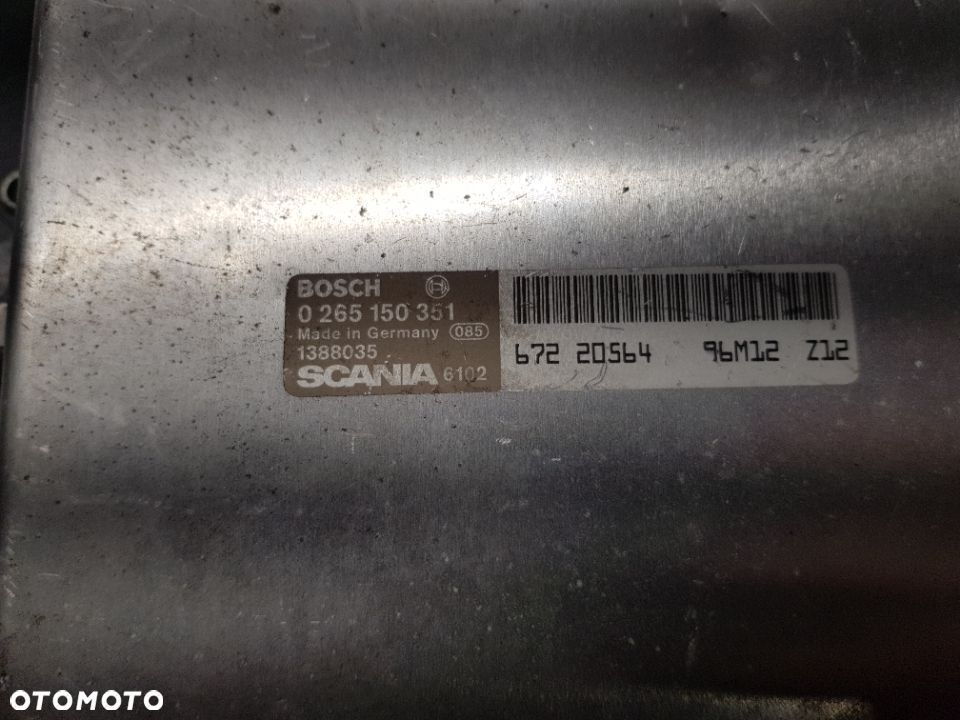 BOSCH
0 265 150 351
Made in Germany 085
1388035
SCANIA 6102
672 20564 96M12 Z12
OTOMOTO